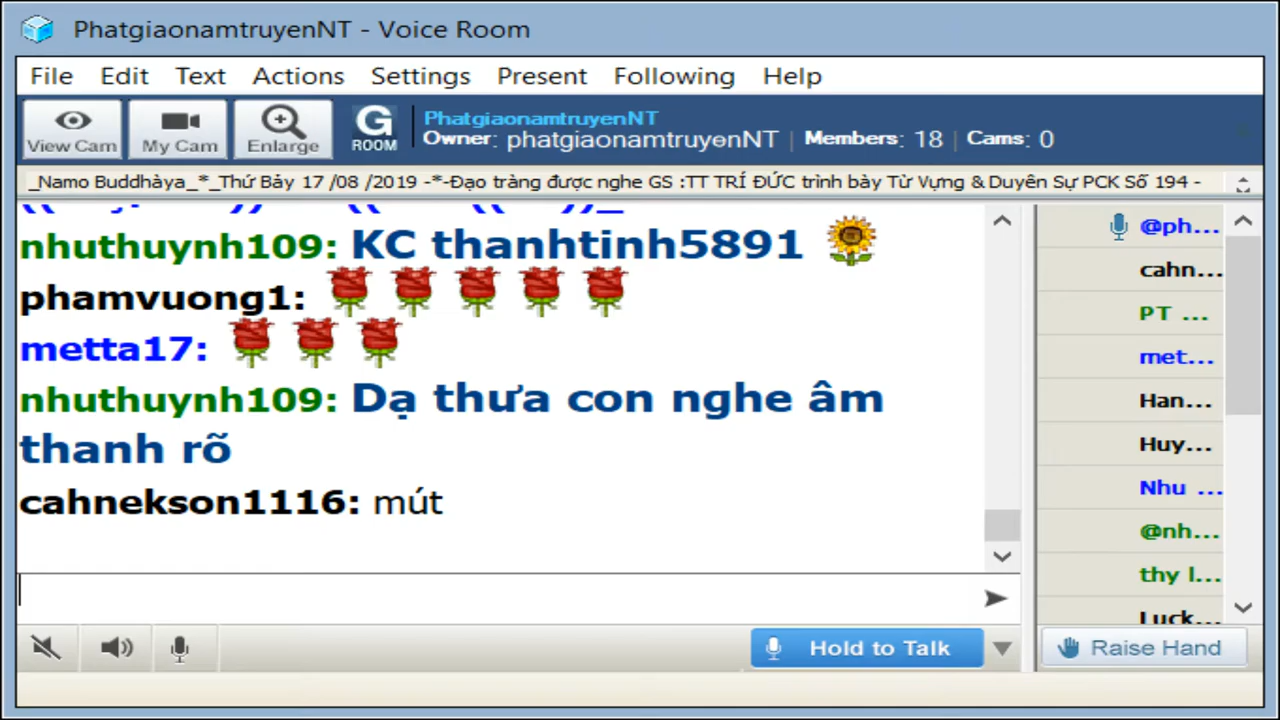 PhatgiaonamtruyenNT - Voice Room
File Edit Text Actions Settings Present Following Help
View Cam My Cam Enlarge G ROOM
PhatgiaonamtruyenNT
Owner: phatgiaonamtruyenNT | Members: 18 | Cams: 0
_Namo Buddhàya_*_Thứ Bảy 17 /08 /2019 -*-Đạo tràng được nghe GS :TT TRÍ ĐỨC trình bày Từ Vựng & Duyên Sự PCK Số 194 -
nhuthuynh109: KC thanhtinh5891
phamvuong1:
metta17:
nhuthuynh109: Dạ thưa con nghe âm
thanh rõ
cahnekson1116: mút
@ph...
cahn...
PT ...
met...
Han...
Huy...
Nhu ...
@nh...
thy l...
Luck...
Hold to Talk
Raise Hand